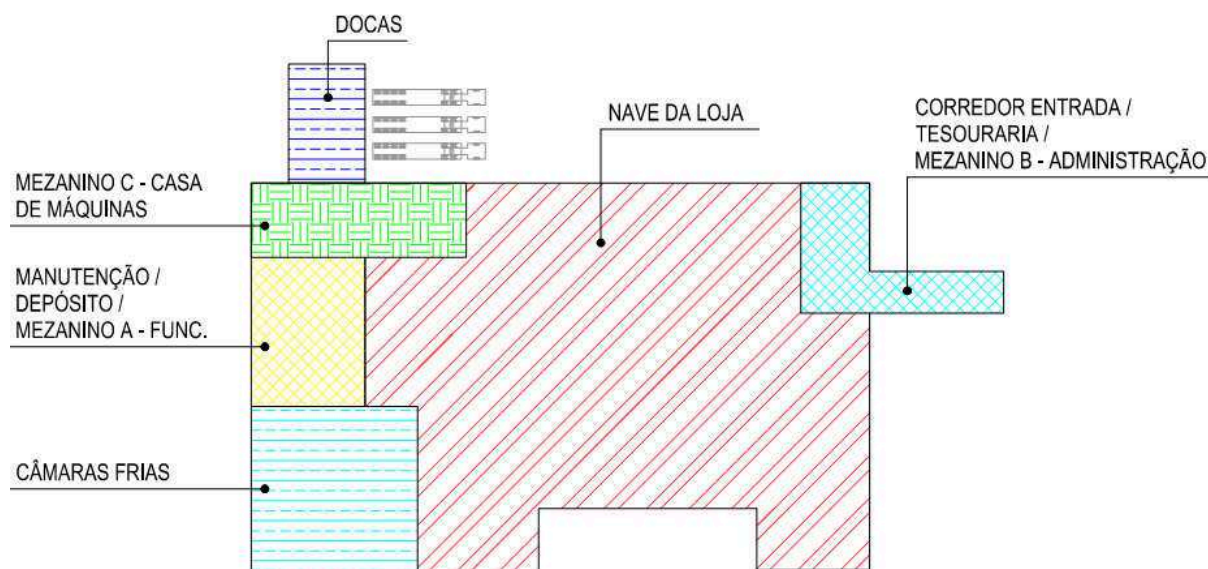 DOCAS
NAVE DA LOJA
CORREDOR ENTRADA /
TESOURARIA /
MEZANINO B - ADMINISTRAÇÃO
MEZANINO C - CASA
DE MÁQUINAS
MANUTENÇÃO /
DEPÓSITO /
MEZANINO A - FUNC.
CÂMARAS FRIAS